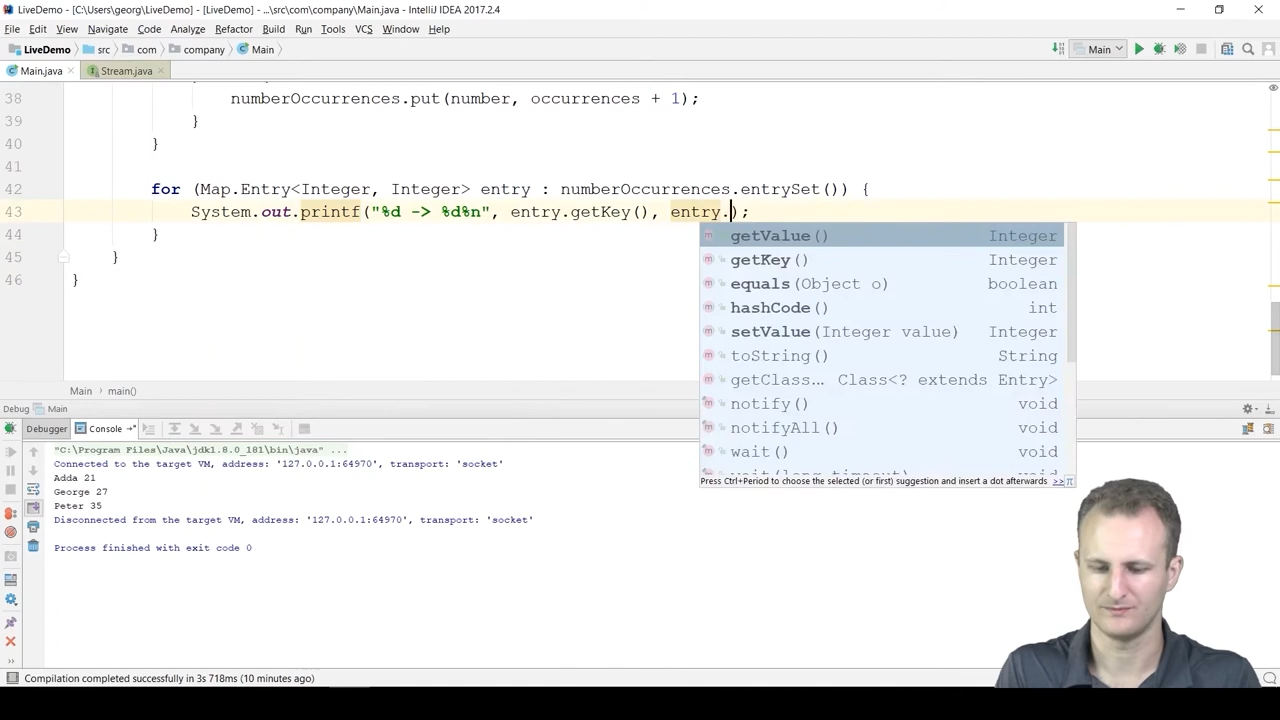 LiveDemo - [C:\Users\georg\LiveDemo] - [LiveDemo] - ...\src\com\company\Main.java - IntelliJ IDEA 2017.2.4
File Edit View Navigate Code Analyze Refactor Build Run Tools VCS Window Help
LiveDemo src com company Main Main
Main.java Stream.java
38 numberOccurrences.put(number, occurrences + 1);
39 }
40 }
41
42 for (Map.Entry<Integer, Integer> entry : numberOccurrences.entrySet()) {
43 System.out.printf("%d -> %d%n", entry.getKey(), entry.);
44 }
45 }
46 }
getValue() Integer
getKey() Integer
equals(Object o) boolean
hashCode() int
setValue(Integer value) Integer
toString() String
getClass... Class<? extends Entry>
notify() void
notifyAll() void
wait() void
wait(long timeout) void
Press Ctrl+Period to choose the selected (or first) suggestion and insert a dot afterwards >>
Main main()
Debug Main
Debugger Console
"C:\Program Files\Java\jdk1.8.0_181\bin\java" ...
Connected to the target VM, address: '127.0.0.1:64970', transport: 'socket'
Adda 21
George 27
Peter 35
Disconnected from the target VM, address: '127.0.0.1:64970', transport: 'socket'
Process finished with exit code 0
Compilation completed successfully in 3s 718ms (10 minutes ago)